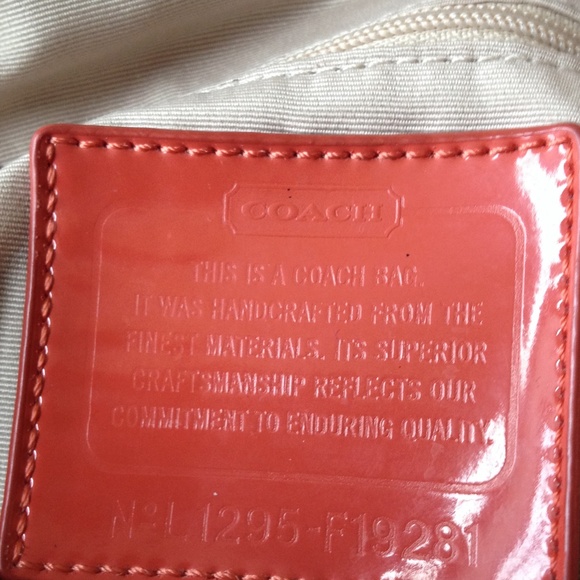 COACH
THIS IS A COACH BAG.
IT WAS HANDCRAFTED FROM THE
FINEST MATERIALS. ITS SUPERIOR
CRAFTSMANSHIP REFLECTS OUR
COMMITMENT TO ENDURING QUALITY.
Nº L1295-F19281